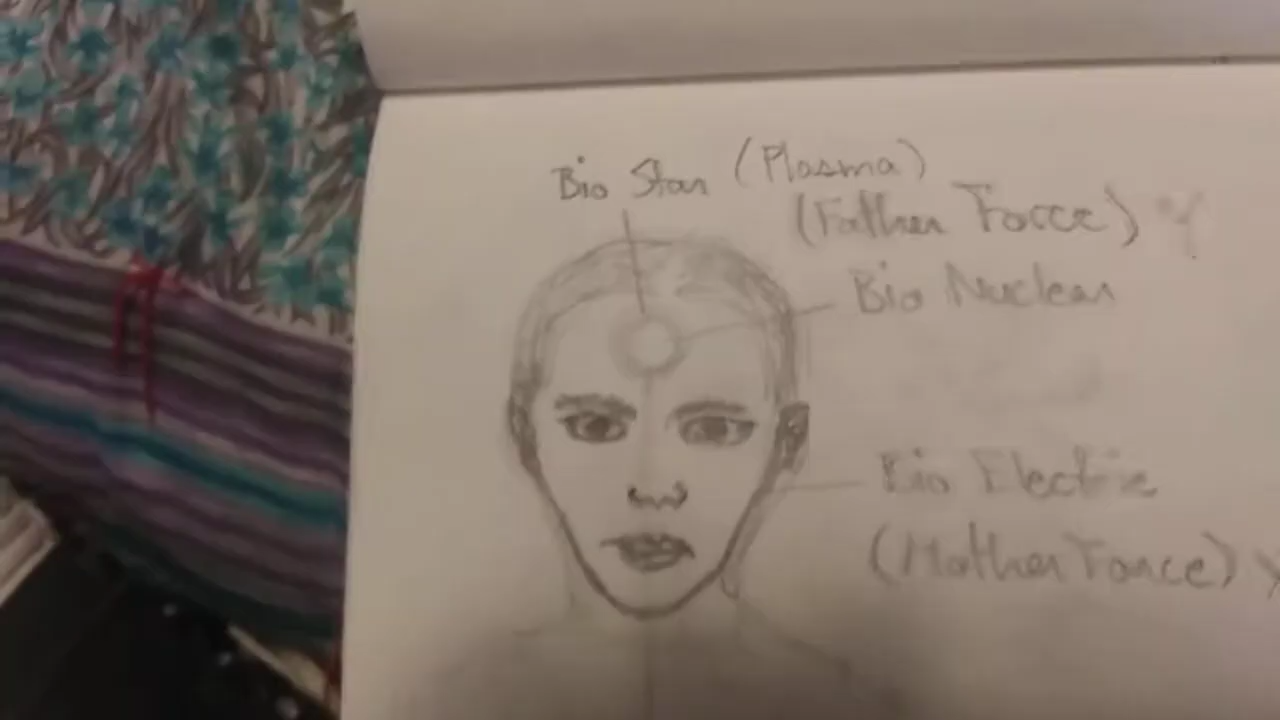 Bio Star (Plasma)
(Father Force) Y
Bio Nuclear
Bio Electric
(Mother Force)